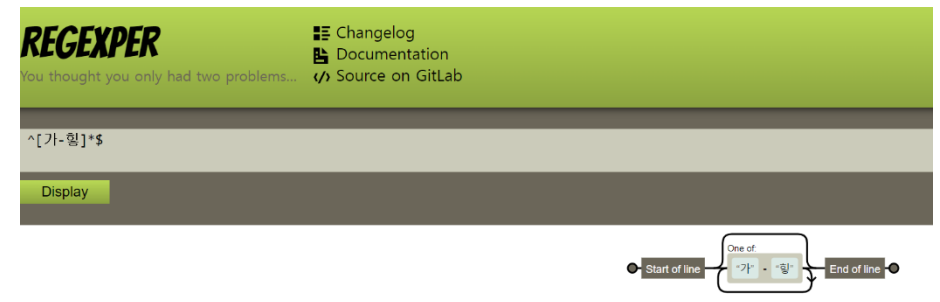 REGEXPER
You thought you only had two problems...
Changelog
Documentation
Source on GitLab
^[가-힣]*$
Display
One of:
Start of line
"가" - "힣"
End of line